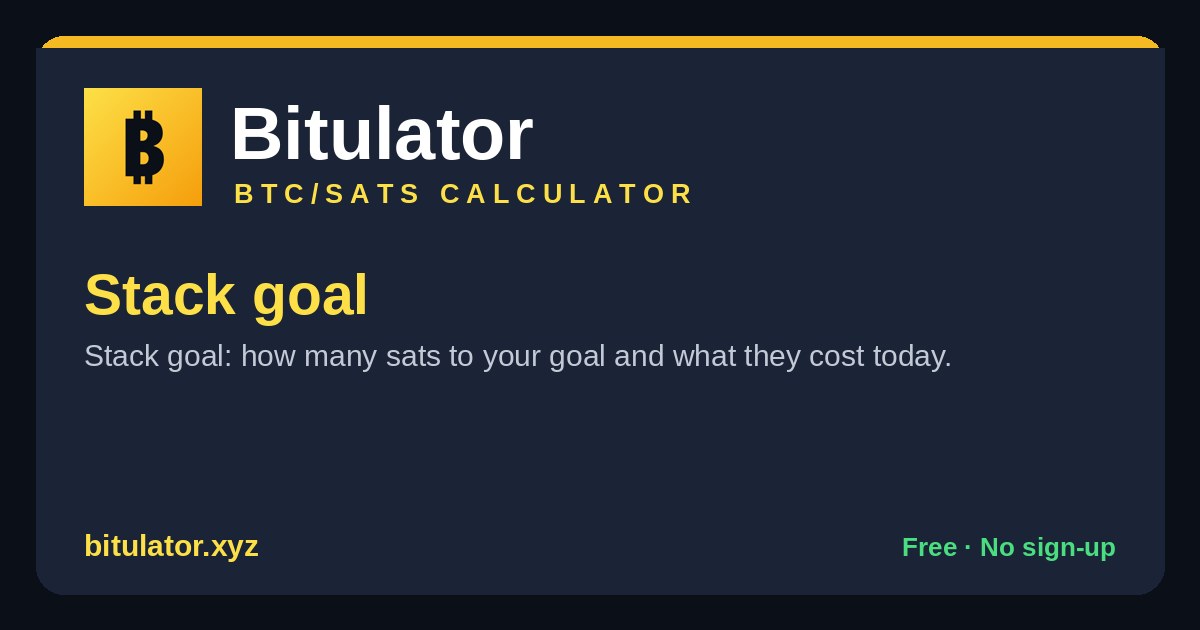 Bitulator
BTC/SATS CALCULATOR
Stack goal
Stack goal: how many sats to your goal and what they cost today.
bitulator.xyz
Free · No sign-up